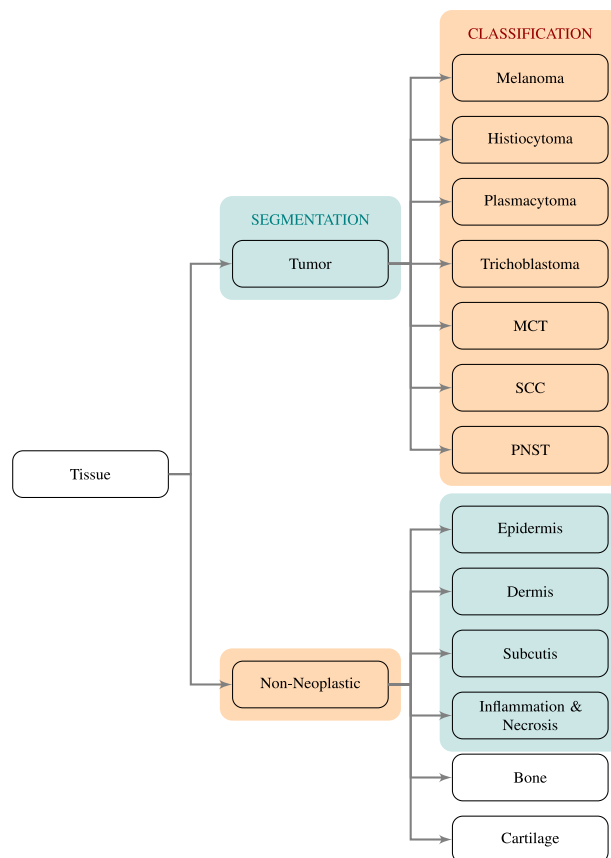 CLASSIFICATION
Melanoma
Histiocytoma
Plasmacytoma
SEGMENTATION
Tumor
Trichoblastoma
MCT
SCC
PNST
Tissue
Epidermis
Dermis
Subcutis
Non-Neoplastic
Inflammation &
Necrosis
Bone
Cartilage